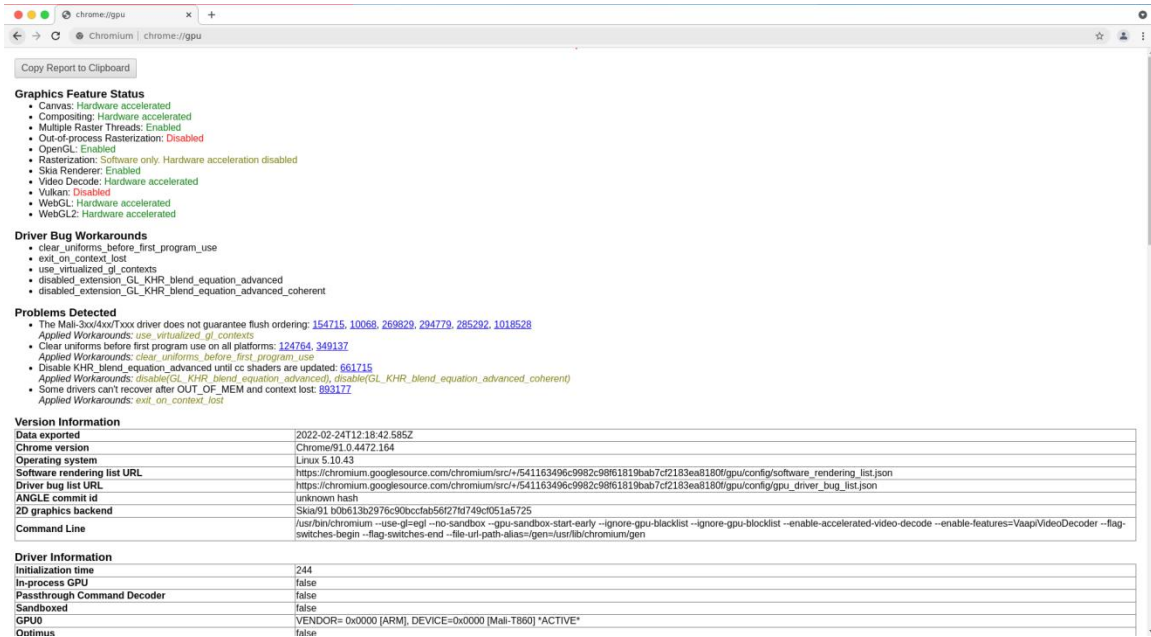 chrome://gpu
Chromium | chrome://gpu
Copy Report to Clipboard
Graphics Feature Status
• Canvas: Hardware accelerated
• Compositing: Hardware accelerated
• Multiple Raster Threads: Enabled
• Out-of-process Rasterization: Disabled
• OpenGL: Enabled
• Rasterization: Software only. Hardware acceleration disabled
• Skia Renderer: Enabled
• Video Decode: Hardware accelerated
• Vulkan: Disabled
• WebGL: Hardware accelerated
• WebGL2: Hardware accelerated
Driver Bug Workarounds
• clear_uniforms_before_first_program_use
• exit_on_context_lost
• use_virtualized_gl_contexts
• disabled_extension_GL_KHR_blend_equation_advanced
• disabled_extension_GL_KHR_blend_equation_advanced_coherent
Problems Detected
• The Mali-3xx/4xx/Txxx driver does not guarantee flush ordering: 154715, 10068, 269829, 294779, 285292, 1018528
Applied Workarounds: use_virtualized_gl_contexts
• Clear uniforms before first program use on all platforms: 124764, 349137
Applied Workarounds: clear_uniforms_before_first_program_use
• Disable KHR_blend_equation_advanced until cc shaders are updated: 661715
Applied Workarounds: disable(GL_KHR_blend_equation_advanced), disable(GL_KHR_blend_equation_advanced_coherent)
• Some drivers can't recover after OUT_OF_MEM and context lost: 893177
Applied Workarounds: exit_on_context_lost
Version Information
Data exported 2022-02-24T12:18:42.585Z
Chrome version Chrome/91.0.4472.164
Operating system Linux 5.10.43
Software rendering list URL https://chromium.googlesource.com/chromium/src/+/541163496c9982c98f61819bab7cf2183ea8180f/gpu/config/software_rendering_list.json
Driver bug list URL https://chromium.googlesource.com/chromium/src/+/541163496c9982c98f61819bab7cf2183ea8180f/gpu/config/gpu_driver_bug_list.json
ANGLE commit id unknown hash
2D graphics backend Skia/91 b0b613b2976c90bccfab56f27fd749cf051a5725
Command Line /usr/bin/chromium --use-gl=egl --no-sandbox --gpu-sandbox-start-early --ignore-gpu-blacklist --ignore-gpu-blocklist --enable-accelerated-video-decode --enable-features=VaapiVideoDecoder --flag-
switches-begin --flag-switches-end --file-url-path-alias=/gen=/usr/lib/chromium/gen
Driver Information
Initialization time 244
In-process GPU false
Passthrough Command Decoder false
Sandboxed false
GPU0 VENDOR= 0x0000 [ARM], DEVICE=0x0000 [Mali-T860] *ACTIVE*
Optimus false